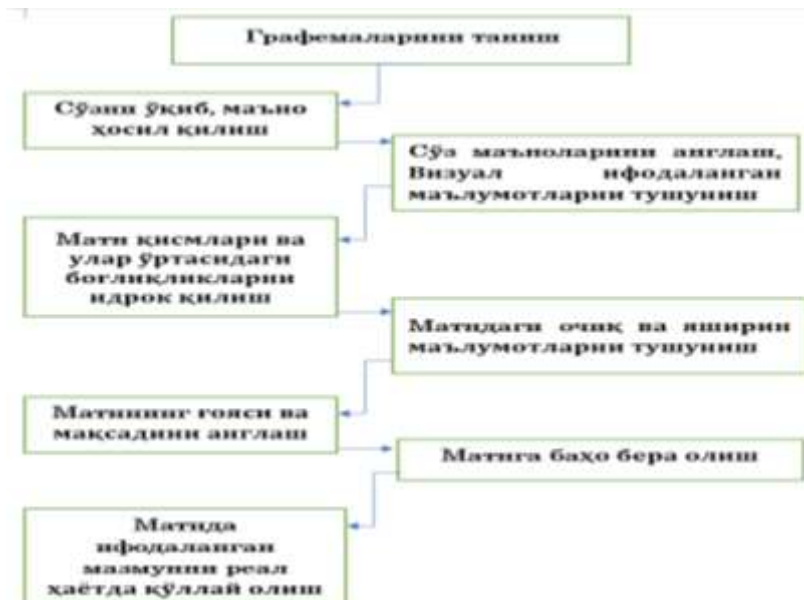 Графемаларини таниш
Сўзни ўқиб, маъно
ҳосил қилиш
Сўз маъноларини англаш,
Визуал ифодаланган
маълумотларни тушуниш
Матн қисмлари ва
улар ўртасидаги
боғлиқликларни
идрок қилиш
Матндаги очиқ ва яширин
маълумотларни тушуниш
Матннинг ғояси ва
мақсадини англаш
Матнга баҳо бера олиш
Матнда
ифодаланган
мазмунни реал
ҳаётда қўллай олиш